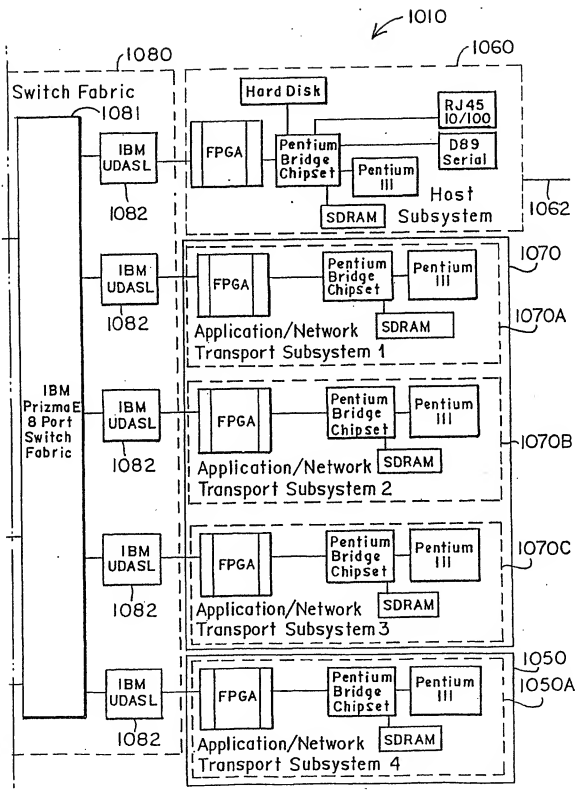 1010
1080
1060
Switch Fabric
1081
Hard Disk
RJ45
10/100
IBM
UDASL
FPGA
Pentium
Bridge
Chipset
D89
Serial
Pentium
III
Host
Subsystem
1082
SDRAM
1062
IBM
UDASL
FPGA
Pentium
Bridge
Chipset
Pentium
III
1070
1082
SDRAM
1070A
Application/Network
Transport Subsystem 1
IBM
PrizmaE
8 Port
Switch
Fabric
IBM
UDASL
FPGA
Pentium
Bridge
Chipset
Pentium
III
1070B
1082
SDRAM
Application/Network
Transport Subsystem 2
IBM
UDASL
FPGA
Pentium
Bridge
Chipset
Pentium
III
1070C
1082
SDRAM
Application/Network
Transport Subsystem 3
IBM
UDASL
FPGA
Pentium
Bridge
Chipset
Pentium
III
1050
1050A
1082
SDRAM
Application/Network
Transport Subsystem 4